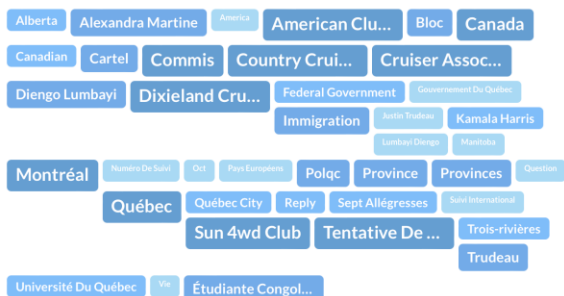 Alberta Alexandra Martine America American Clu... Bloc Canada
Canadian Cartel Commis Country Crui... Cruiser Assoc...
Diengo Lumbayi Dixieland Cru... Federal Government Gouvernement Du Québec
Immigration Justin Trudeau Kamala Harris
Lumbayi Diengo Manitoba
Montréal Numéro De Suivi Oct Pays Européens Polqc Province Provinces Question
Québec Québec City Reply Sept Allégresses Suivi International
Sun 4wd Club Tentative De ... Trois-rivières
Trudeau
Université Du Québec Vie Étudiante Congol...